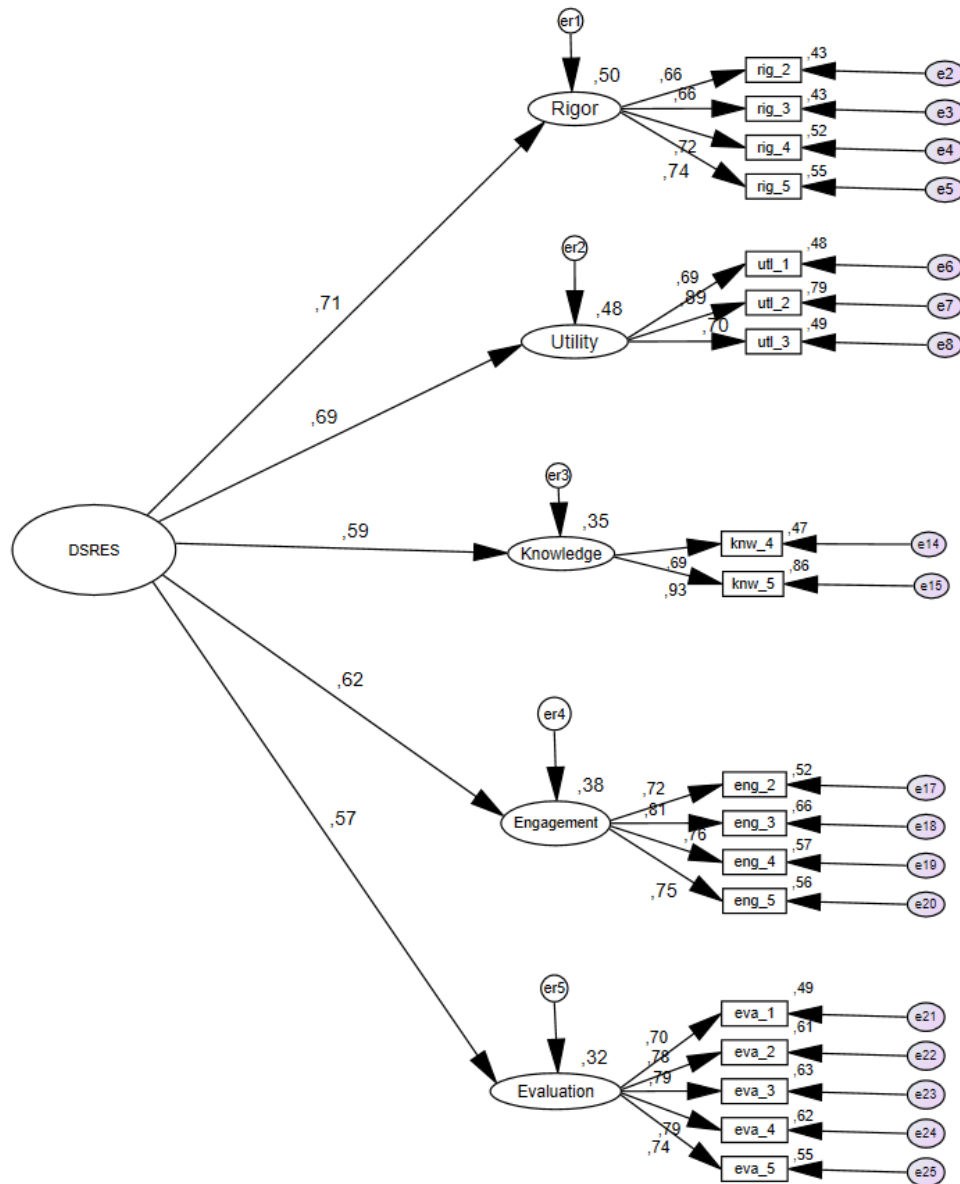 er1
,50
Rigor
,66
,66
,72
,74
rig_2
,43
e2
rig_3
,43
e3
rig_4
,52
e4
rig_5
,55
e5
,71
er2
,48
Utility
,69
,89
,70
utl_1
,48
e6
utl_2
,79
e7
utl_3
,49
e8
,69
DSRES
er3
,35
,59
Knowledge
,69
,93
knw_4
,47
e14
knw_5
,86
e15
,62
er4
,38
Engagement
,72
,81
,76
,75
eng_2
,52
e17
eng_3
,66
e18
eng_4
,57
e19
eng_5
,56
e20
,57
er5
,32
Evaluation
,70
,78
,79
,79
,74
eva_1
,49
e21
eva_2
,61
e22
eva_3
,63
e23
eva_4
,62
e24
eva_5
,55
e25